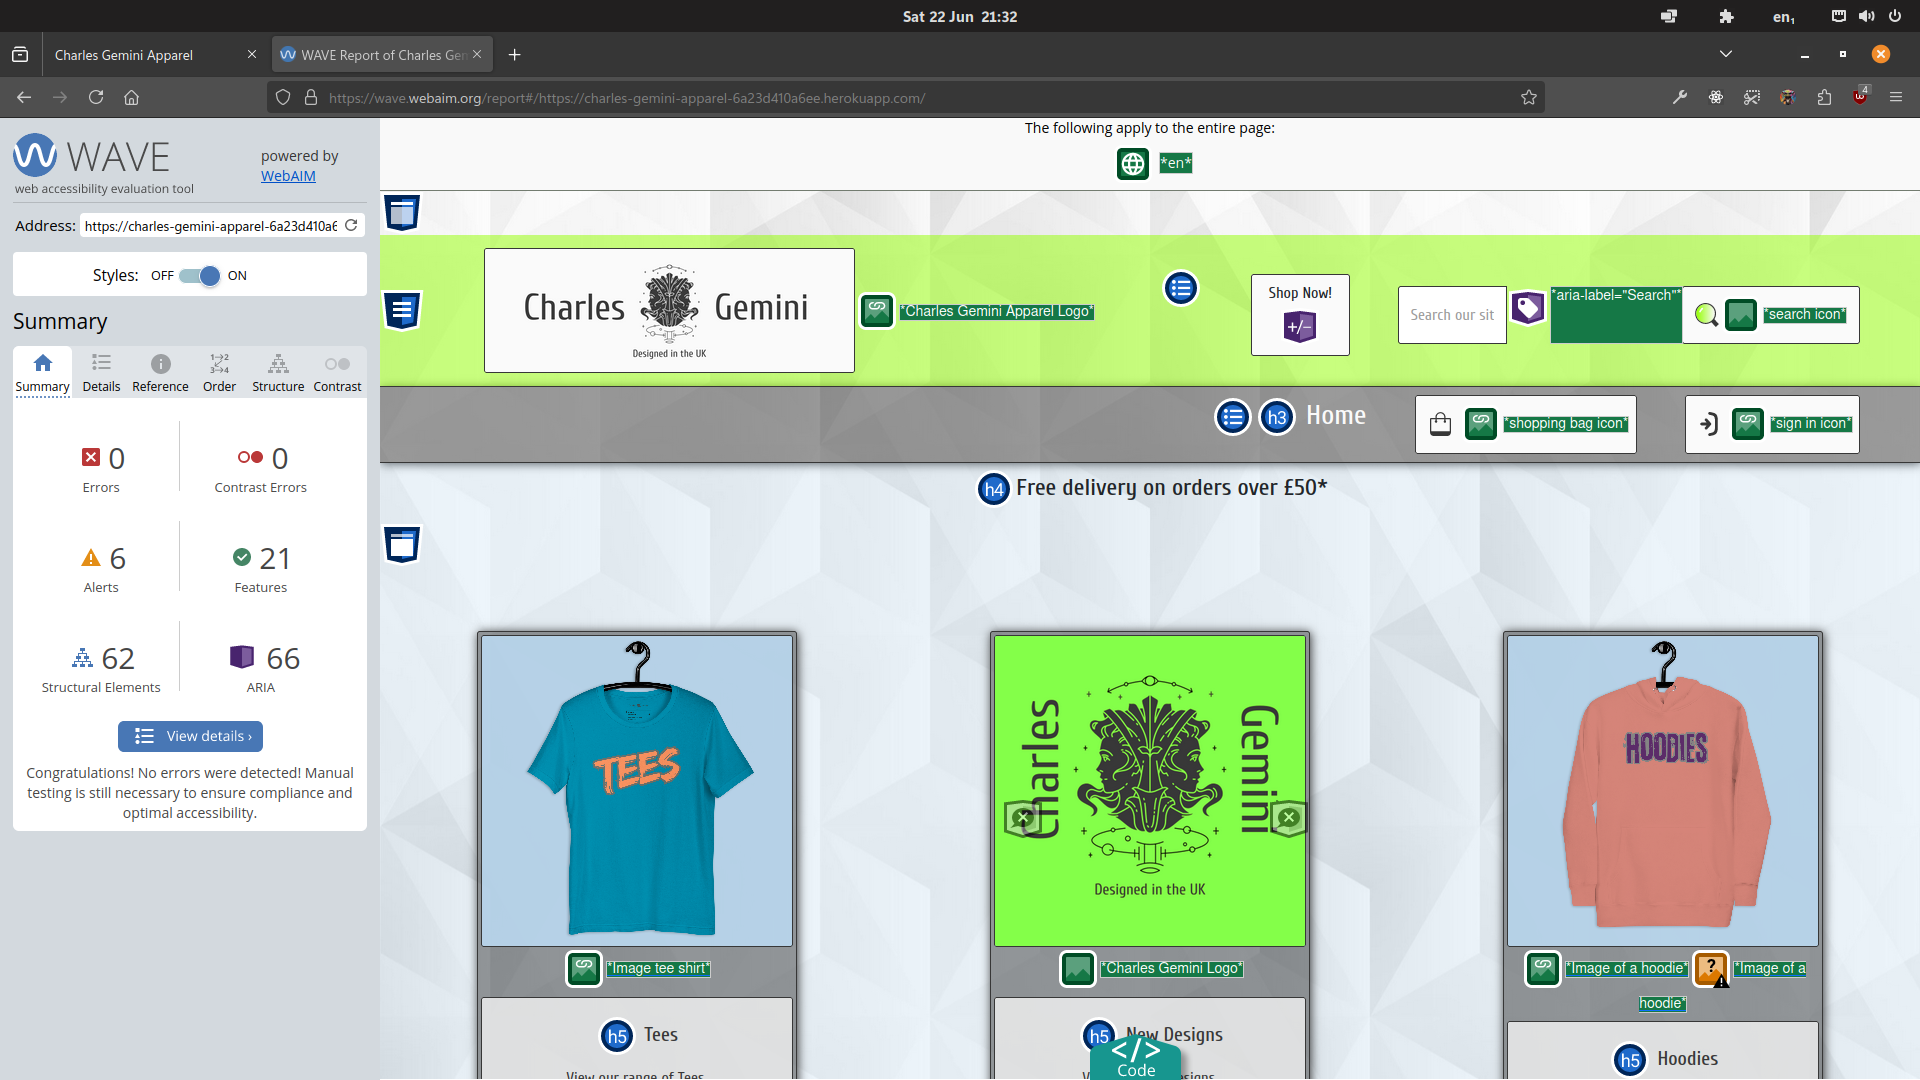 Sat 22 Jun 21:32
en₁
Charles Gemini Apparel
WAVE Report of Charles Gem
https://wave.webaim.org/report#/https://charles-gemini-apparel-6a23d410a6ee.herokuapp.com/
4
WAVE
web accessibility evaluation tool
powered by
WebAIM
Address: https://charles-gemini-apparel-6a23d410a6
Styles: OFF ON
Summary
Summary Details Reference Order Structure Contrast
0
Errors
0
Contrast Errors
6
Alerts
21
Features
62
Structural Elements
66
ARIA
View details ›
Congratulations! No errors were detected! Manual
testing is still necessary to ensure compliance and
optimal accessibility.
The following apply to the entire page:
*en*
Charles Gemini
Designed in the UK
*Charles Gemini Apparel Logo*
Shop Now!
+/-
Search our sit
*aria-label="Search"*
*search icon*
h3 Home
*shopping bag icon*
*sign in icon*
h4 Free delivery on orders over £50*
TEES
*Image tee shirt*
h5 Tees
View our range of Tees
Charles
Gemini
Designed in the UK
*Charles Gemini Logo*
h5 New Designs
</>
Code
HOODIES
*Image of a hoodie* ? *Image of a
hoodie*
h5 Hoodies